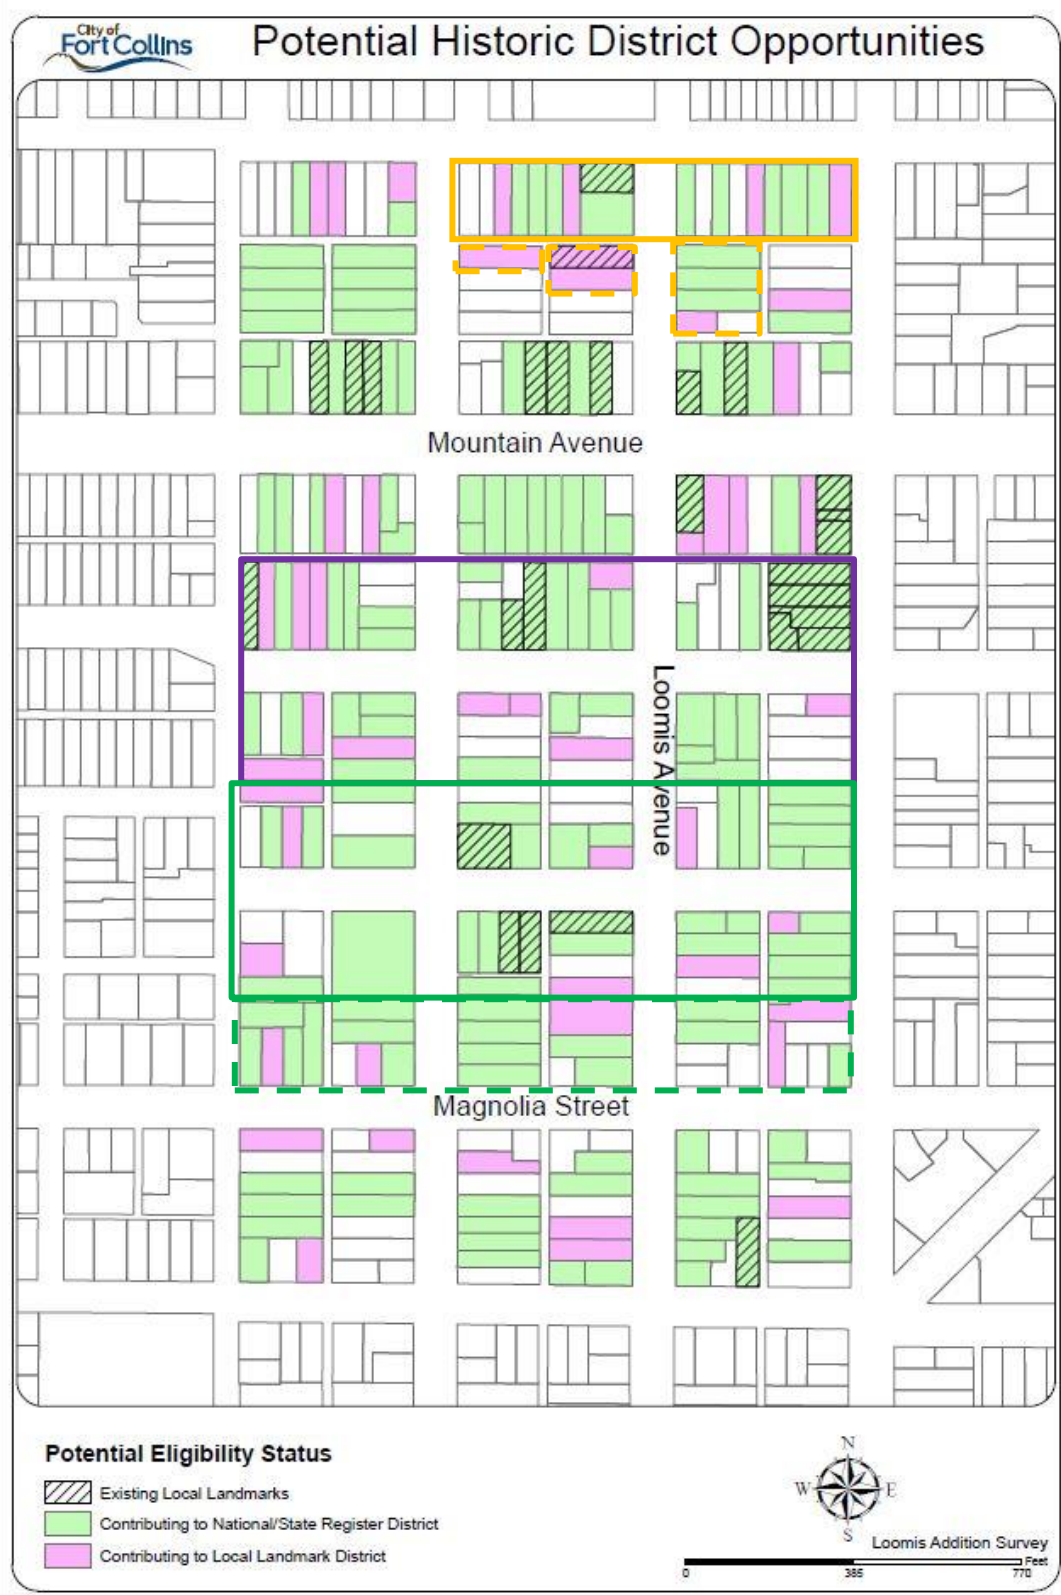 City of
Fort Collins
Potential Historic District Opportunities
Mountain Avenue
Loomis Avenue
Magnolia Street
Potential Eligibility Status
Existing Local Landmarks
Contributing to National/State Register District
Contributing to Local Landmark District
N
W E
S
Loomis Addition Survey
Feet
0 385 770